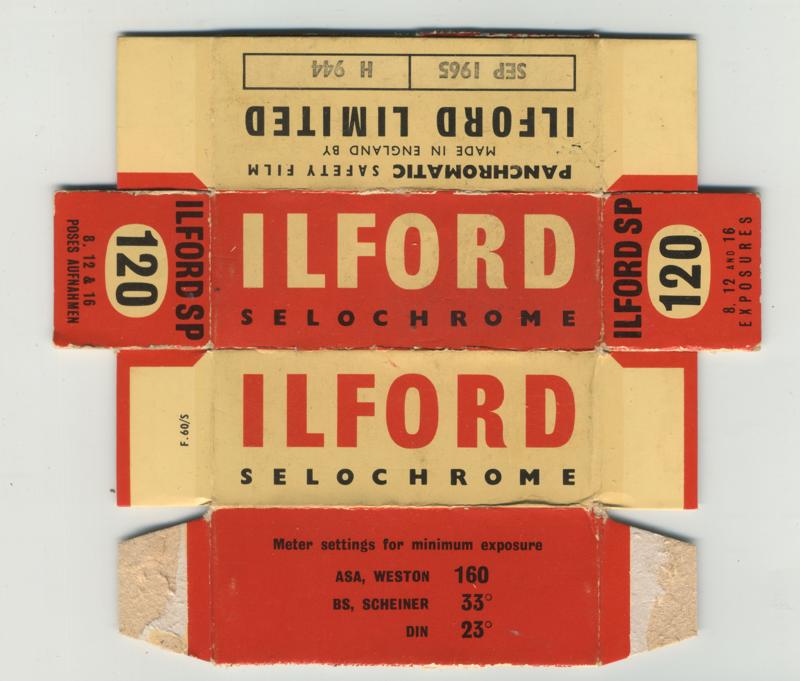 PANCHROMATIC SAFETY FILM
MADE IN ENGLAND BY
ILFORD LIMITED
SEP 1965 H 944
ILFORD SP
120
8, 12 & 16
POSES AUFNAHMEN
ILFORD
SELOCHROME
ILFORD SP
120
8, 12 AND 16
EXPOSURES
F.60/S
ILFORD
SELOCHROME
Meter settings for minimum exposure
ASA, WESTON 160
BS, SCHEINER 33°
DIN 23°